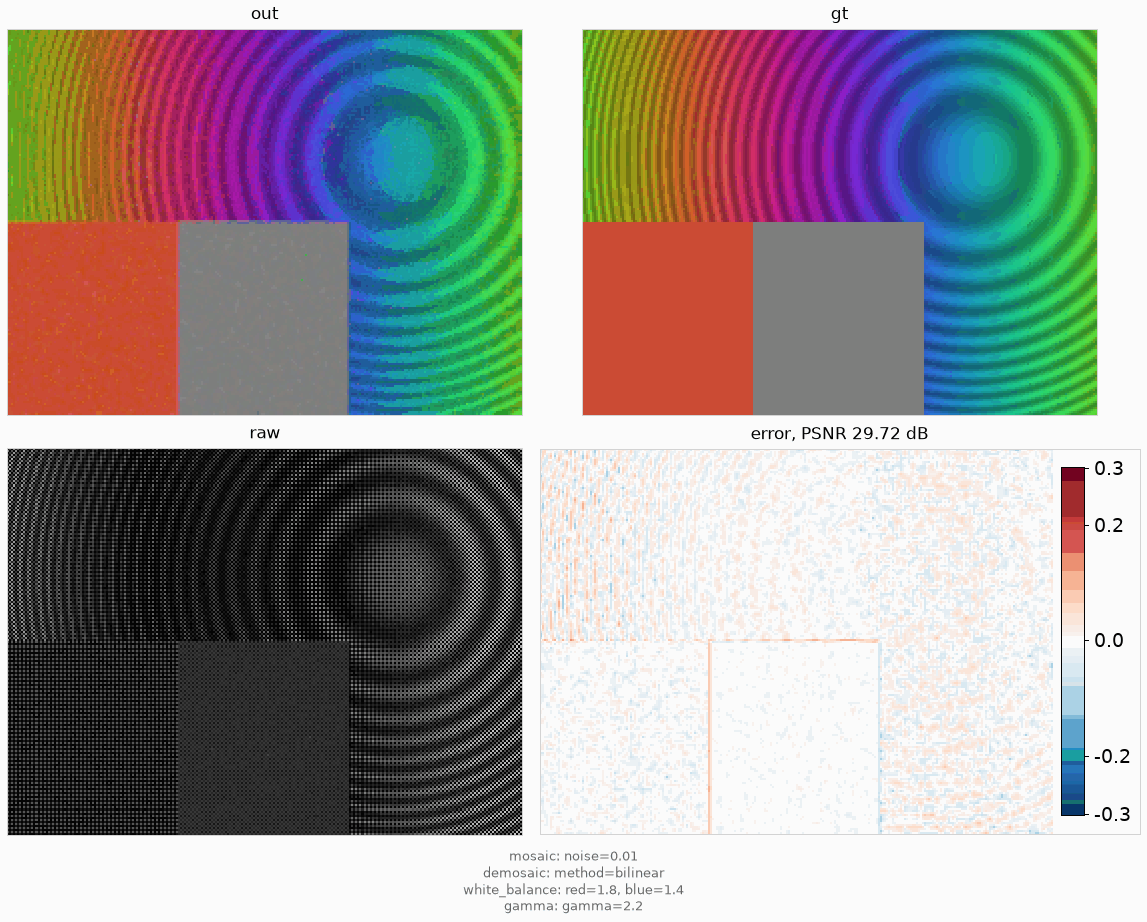 out
gt
raw
error, PSNR 29.72 dB
0.3
0.2
0.0
-0.2
-0.3
mosaic: noise=0.01
demosaic: method=bilinear
white_balance: red=1.8, blue=1.4
gamma: gamma=2.2